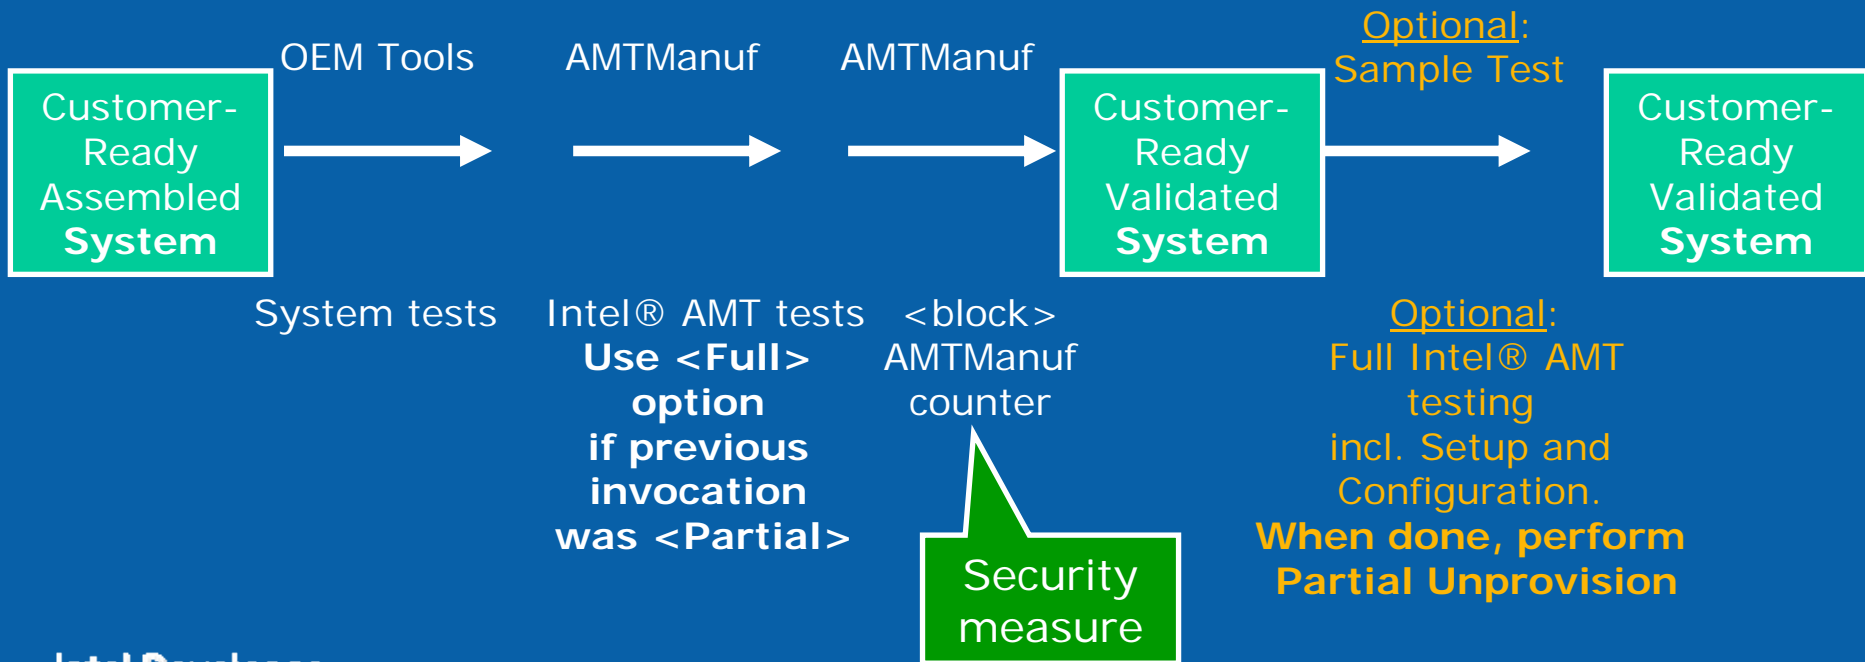 OEM Tools
AMTManuf
AMTManuf
Optional:
Sample Test
Customer-
Ready
Assembled
System
Customer-
Ready
Validated
System
Customer-
Ready
Validated
System
System tests
Intel® AMT tests
Use <Full>
option
if previous
invocation
was <Partial>
<block>
AMTManuf
counter
Security
measure
Optional:
Full Intel® AMT
testing
incl. Setup and
Configuration.
When done, perform
Partial Unprovision
Intel Developer